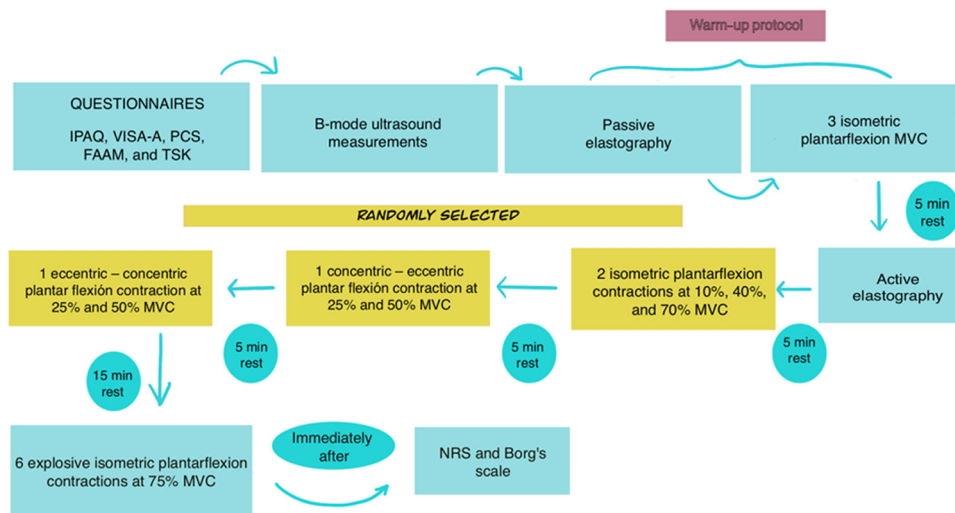 Warm-up protocol
QUESTIONNAIRES
IPAQ, VISA-A, PCS,
FAAM, and TSK
B-mode ultrasound
measurements
Passive
elastography
3 isometric
plantarflexion MVC
5 min
rest
RANDOMLY SELECTED
1 eccentric – concentric
plantar flexión contraction at
25% and 50% MVC
1 concentric – eccentric
plantar flexión contraction at
25% and 50% MVC
2 isometric plantarflexion
contractions at 10%, 40%,
and 70% MVC
Active
elastography
5 min
rest
5 min
rest
5 min
rest
15 min
rest
6 explosive isometric plantarflexion
contractions at 75% MVC
Immediately
after
NRS and Borg's
scale